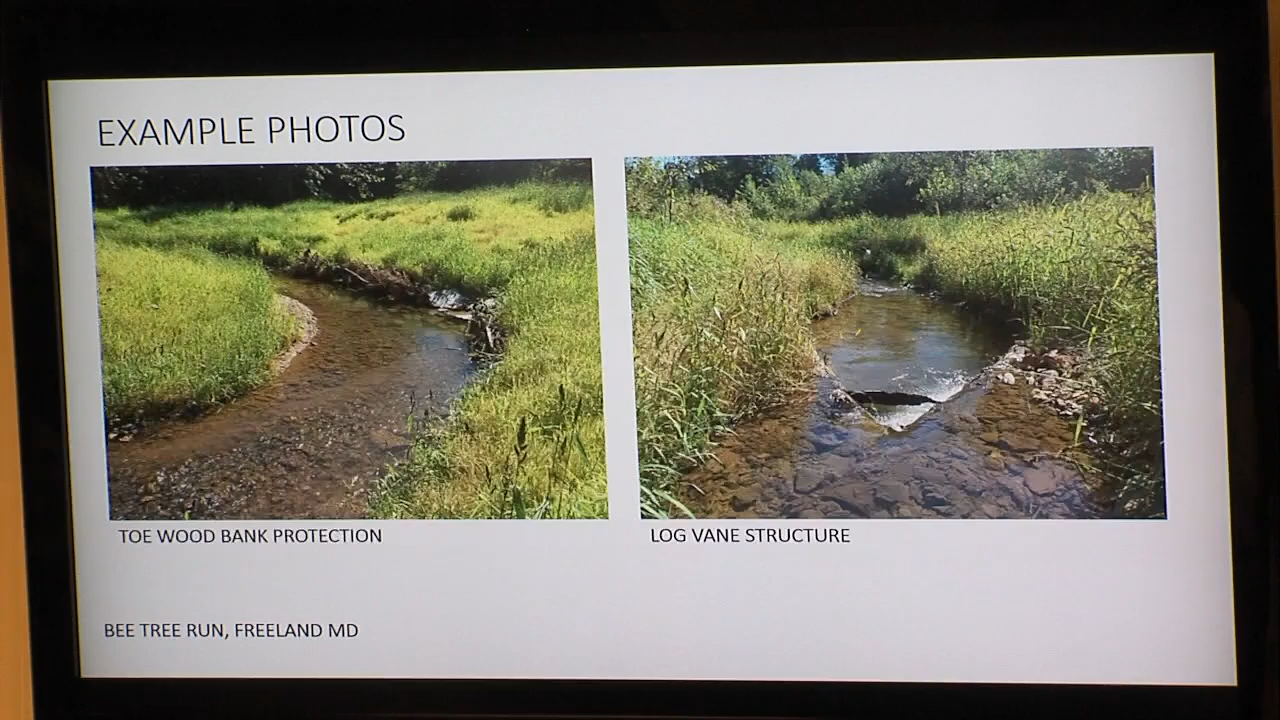 EXAMPLE PHOTOS
TOE WOOD BANK PROTECTION
LOG VANE STRUCTURE
BEE TREE RUN, FREELAND MD